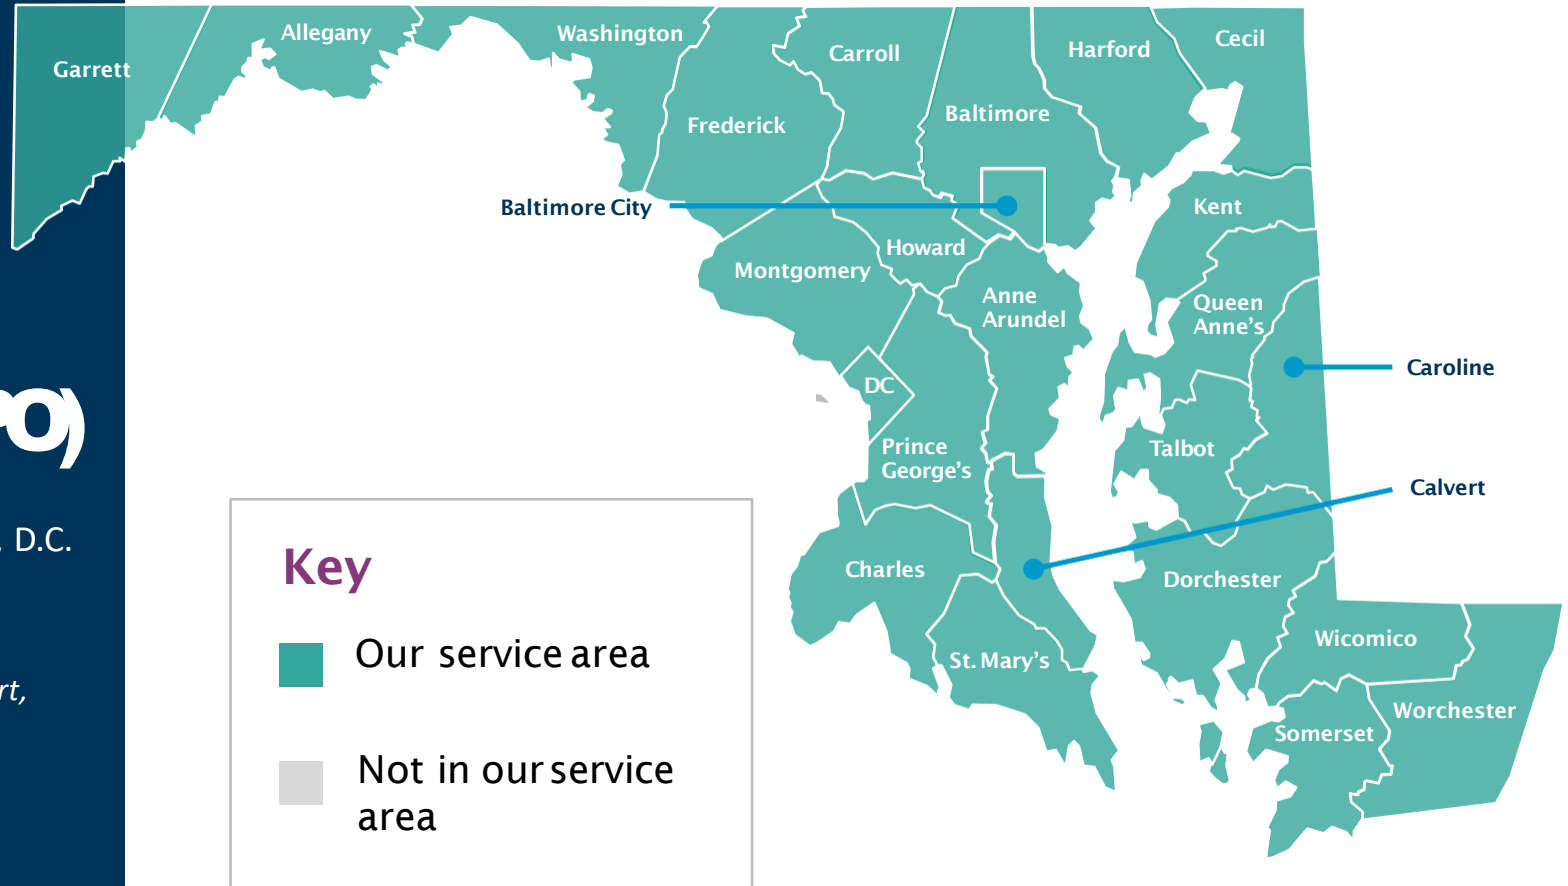 Garrett
Allegany
Washington
Frederick
Carroll
Baltimore
Harford
Cecil
Baltimore City
Howard
Montgomery
Anne
Arundel
Kent
Queen
Anne’s
Caroline
DC
Prince
George’s
Talbot
Calvert
Charles
Dorchester
St. Mary’s
Wicomico
Somerset
Worchester
O)
D.C.
rt,
Key
Our service area
Not in our service
area